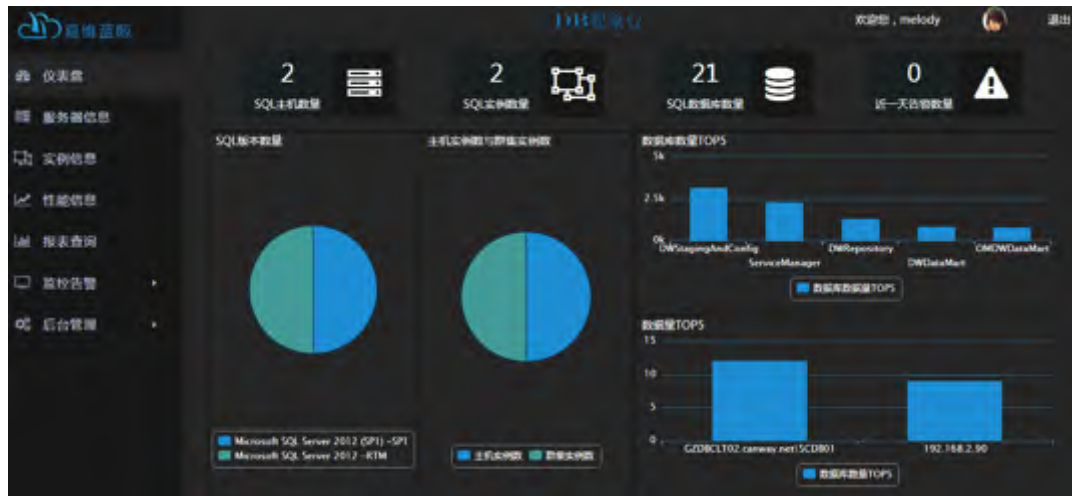 嘉维蓝鲸
欢迎您，melody
退出
仪表盘
服务器信息
实例信息
性能信息
报表查询
监控告警
后台管理
2
SQL主机数量
2
SQL实例数量
21
SQL数据库数量
0
近一天告警数量
SQL版本数量
Microsoft SQL Server 2012 (SP1) -SP1
Microsoft SQL Server 2012 -RTM
主机实例数与群集实例数
主机实例数
群集实例数
数据库数量TOP5
5k
2.5k
0k
DWStagingAndConfig
ServiceManager
DWRepository
DWDataMart
OMDWDataMart
数据库数据量TOP5
数据量TOP5
15
10
5
0
GZDBCLT02.canway.net\SCDB01
192.168.2.90
数据库数量TOP5